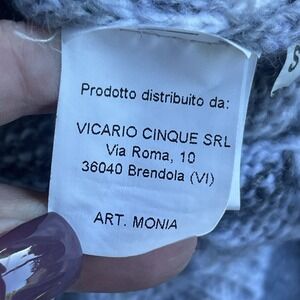 Prodotto distribuito da:
VICARIO CINQUE SRL
Via Roma, 10
36040 Brendola (VI)
ART. MONIA
S